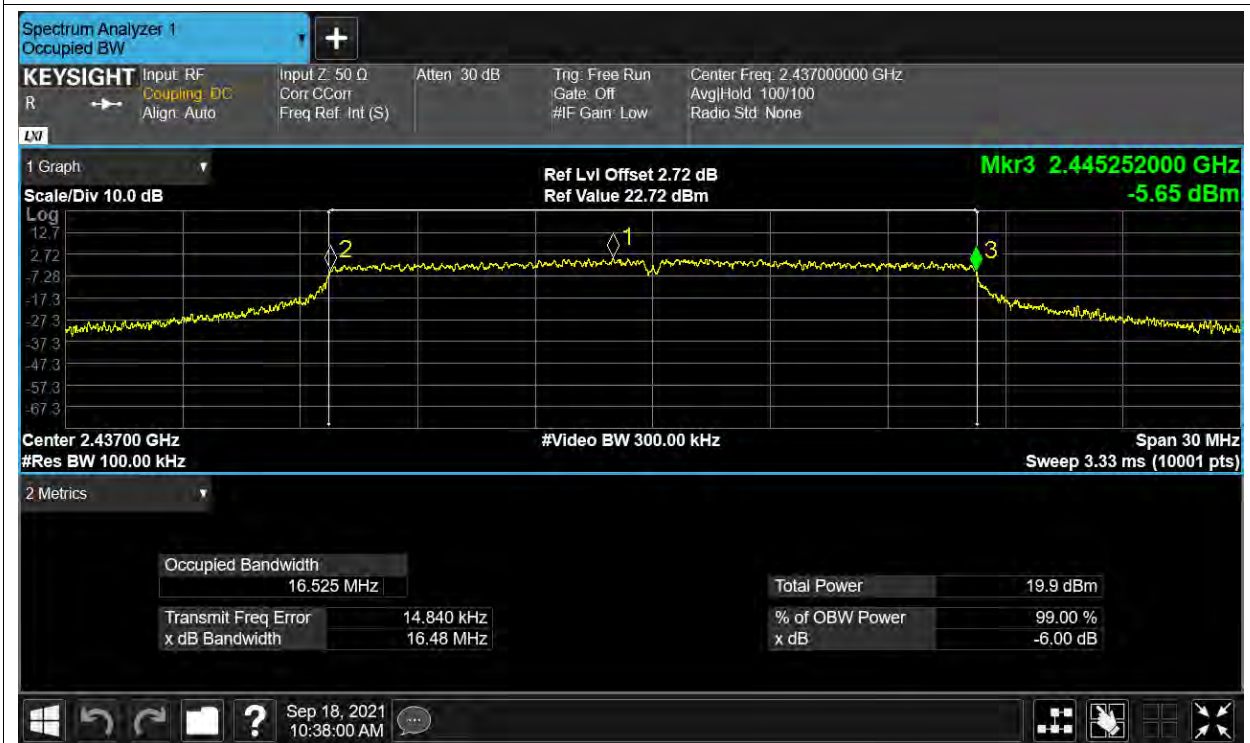 Spectrum Analyzer 1
Occupied BW
KEYSIGHT Input: RF Input Z: 50 Ω Atten: 30 dB Trig: Free Run Center Freq: 2.437000000 GHz
R Coupling: DC Corr CCorr Gate: Off Avg|Hold: 100/100
Align: Auto Freq Ref: Int (S) #IF Gain: Low Radio Std: None
LXI
1 Graph Ref Lvl Offset 2.72 dB Mkr3 2.445252000 GHz
Scale/Div 10.0 dB Ref Value 22.72 dBm -5.65 dBm
Log
12.7
2.72
-7.28
-17.3
-27.3
-37.3
-47.3
-57.3
-67.3
2 1 3
Center 2.43700 GHz #Video BW 300.00 kHz Span 30 MHz
#Res BW 100.00 kHz Sweep 3.33 ms (10001 pts)
2 Metrics
Occupied Bandwidth
16.525 MHz Total Power 19.9 dBm
Transmit Freq Error 14.840 kHz % of OBW Power 99.00 %
x dB Bandwidth 16.48 MHz x dB -6.00 dB
Sep 18, 2021
10:38:00 AM